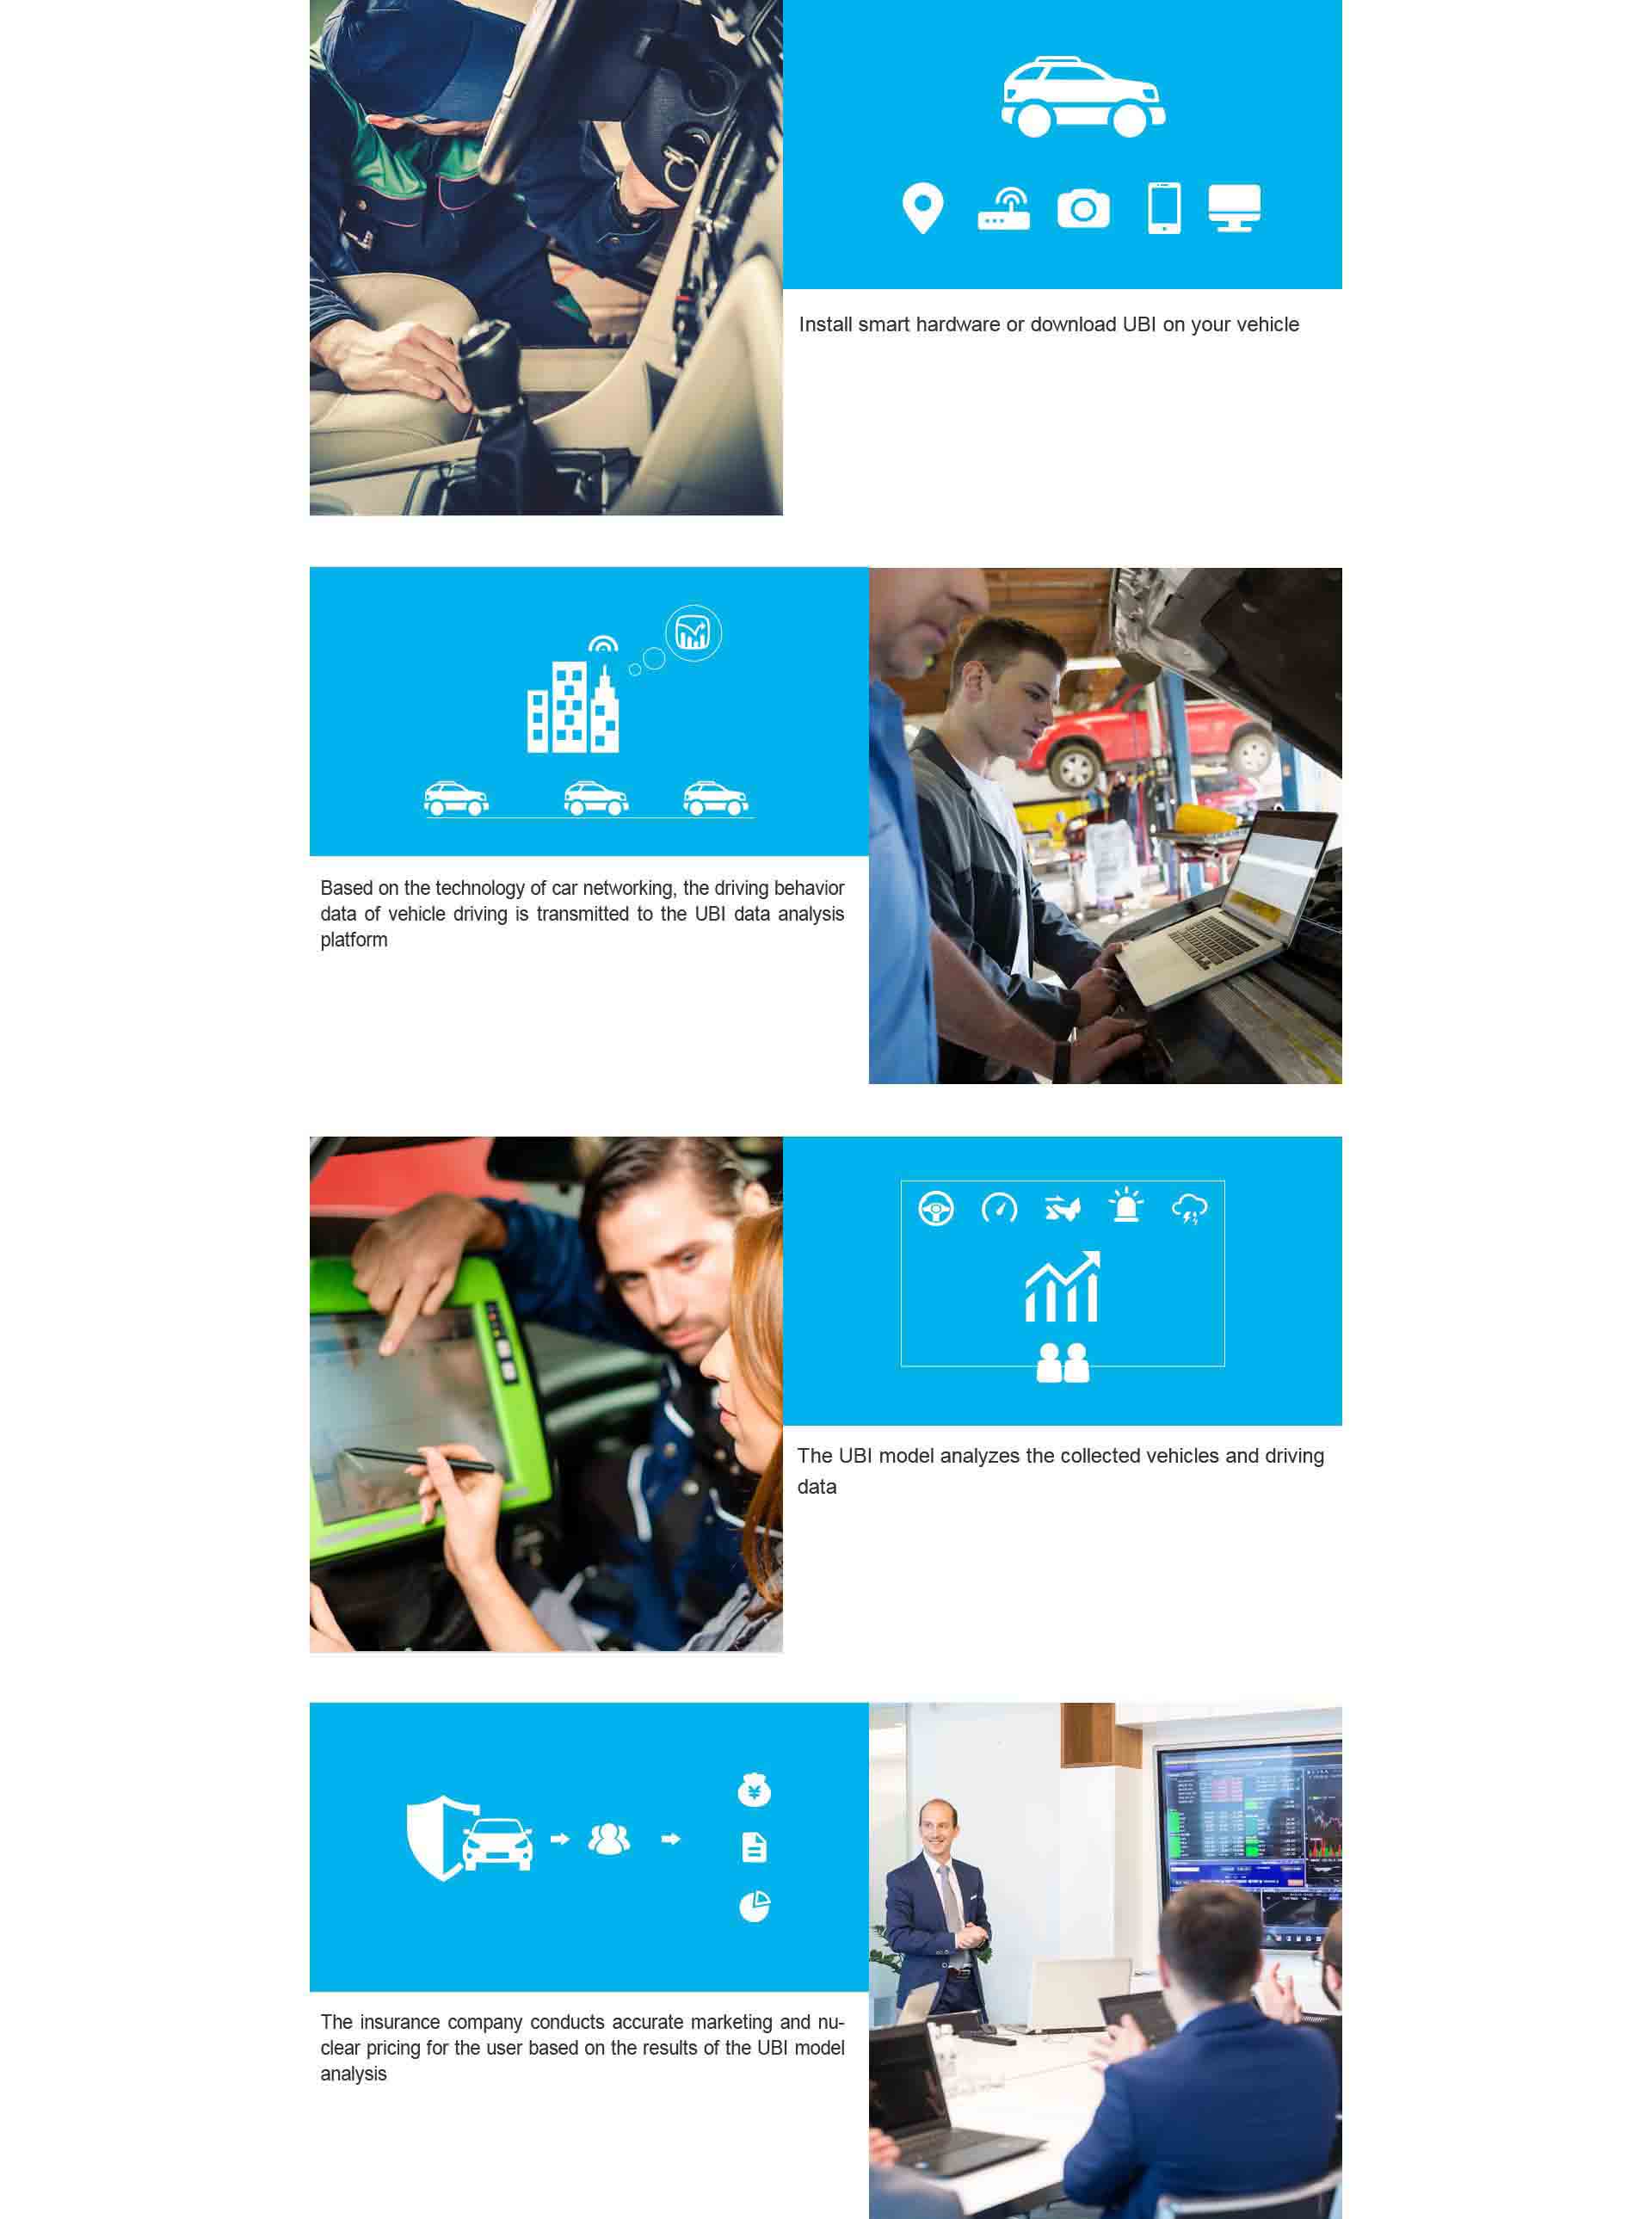 Install smart hardware or download UBI on your vehicle
Based on the technology of car networking, the driving behavior
data of vehicle driving is transmitted to the UBI data analysis
platform
The UBI model analyzes the collected vehicles and driving
data
¥
The insurance company conducts accurate marketing and nu-
clear pricing for the user based on the results of the UBI model
analysis